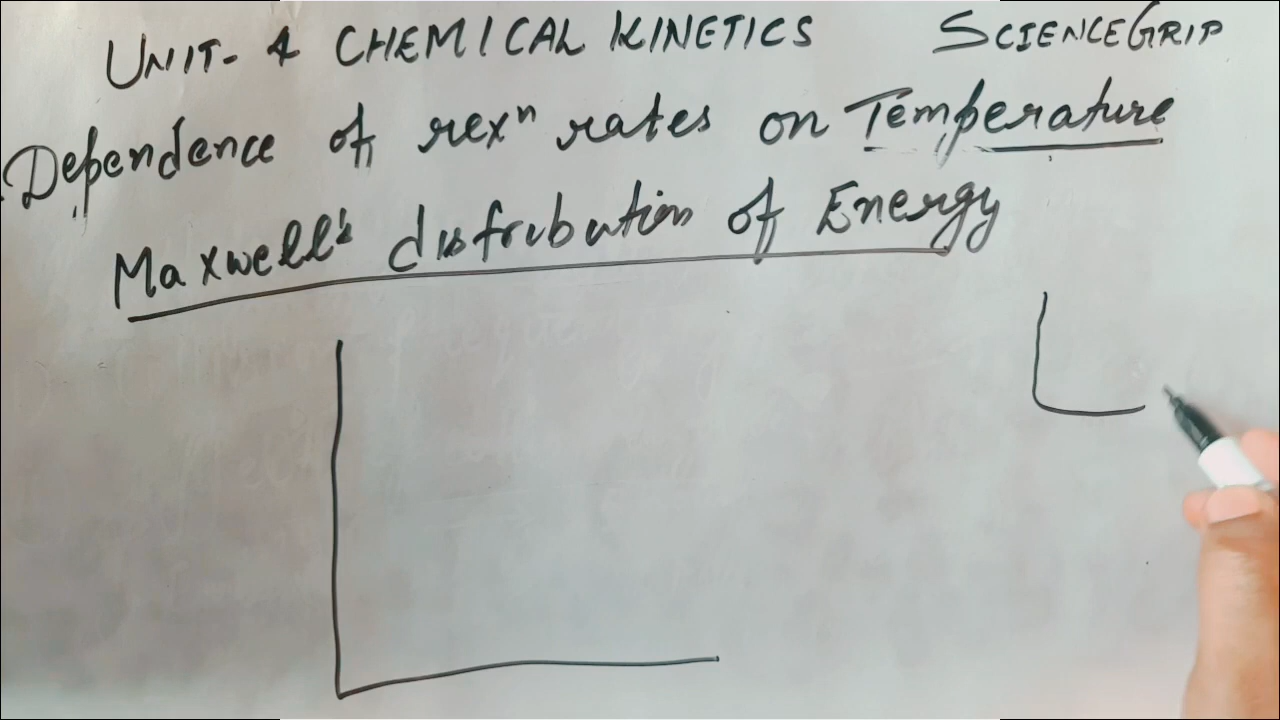 UNIT- 4 CHEMICAL KINETICS SCIENCEGRIP
Dependence of rexⁿ rates on Temperature
Maxwell's distribution of Energy